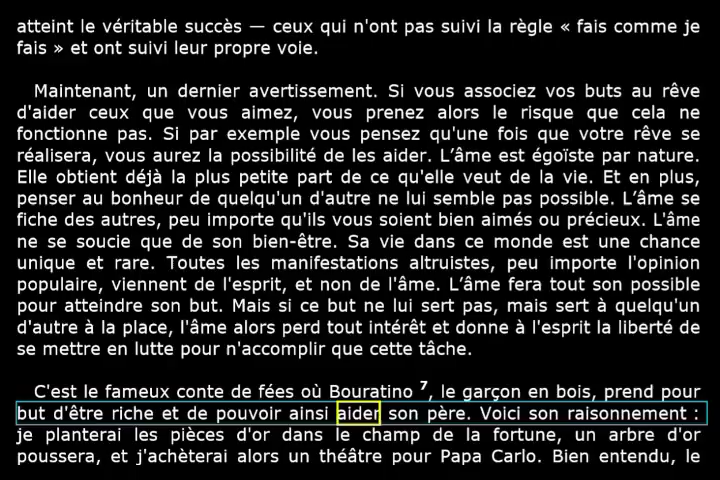 atteint le véritable succès — ceux qui n'ont pas suivi la règle « fais comme je
fais » et ont suivi leur propre voie.
Maintenant, un dernier avertissement. Si vous associez vos buts au rêve
d'aider ceux que vous aimez, vous prenez alors le risque que cela ne
fonctionne pas. Si par exemple vous pensez qu'une fois que votre rêve se
réalisera, vous aurez la possibilité de les aider. L’âme est égoïste par nature.
Elle obtient déjà la plus petite part de ce qu'elle veut de la vie. Et en plus,
penser au bonheur de quelqu'un d'autre ne lui semble pas possible. L’âme se
fiche des autres, peu importe qu'ils vous soient bien aimés ou précieux. L'âme
ne se soucie que de son bien-être. Sa vie dans ce monde est une chance
unique et rare. Toutes les manifestations altruistes, peu importe l'opinion
populaire, viennent de l'esprit, et non de l'âme. L’âme fera tout son possible
pour atteindre son but. Mais si ce but ne lui sert pas, mais sert à quelqu'un
d'autre à la place, l'âme alors perd tout intérêt et donne à l'esprit la liberté de
se mettre en lutte pour n'accomplir que cette tâche.
C'est le fameux conte de fées où Bouratino ⁷, le garçon en bois, prend pour
but d'être riche et de pouvoir ainsi aider son père. Voici son raisonnement :
je planterai les pièces d'or dans le champ de la fortune, un arbre d'or
poussera, et j'achèterai alors un théâtre pour Papa Carlo. Bien entendu, le